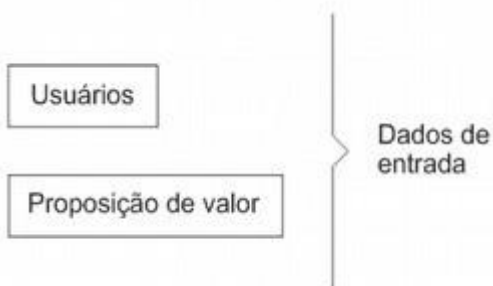 Usuários
Proposição de valor
Dados de
entrada